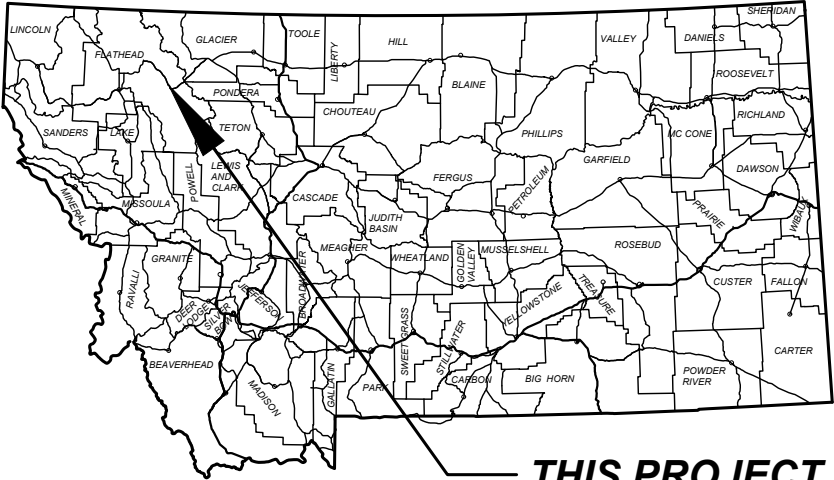 LINCOLN
FLATHEAD
GLACIER
TOOLE
LIBERTY
HILL
BLAINE
VALLEY
DANIELS
SHERIDAN
ROOSEVELT
PONDERA
TETON
CHOUTEAU
PHILLIPS
SANDERS
LAKE
MINERAL
MISSOULA
POWELL
LEWIS
AND
CLARK
CASCADE
JUDITH
BASIN
FERGUS
PETROLEUM
GARFIELD
MC CONE
RICHLAND
DAWSON
WIBAUX
PRAIRIE
RAVALLI
GRANITE
DEER
LODGE
SILVER
BOW
JEFFERSON
BROADWATER
MEAGHER
WHEATLAND
GOLDEN
VALLEY
MUSSELSHELL
ROSEBUD
TREASURE
YELLOWSTONE
CUSTER
FALLON
BEAVERHEAD
MADISON
GALLATIN
PARK
SWEET GRASS
STILLWATER
CARBON
BIG HORN
POWDER
RIVER
CARTER
THIS PROJECT